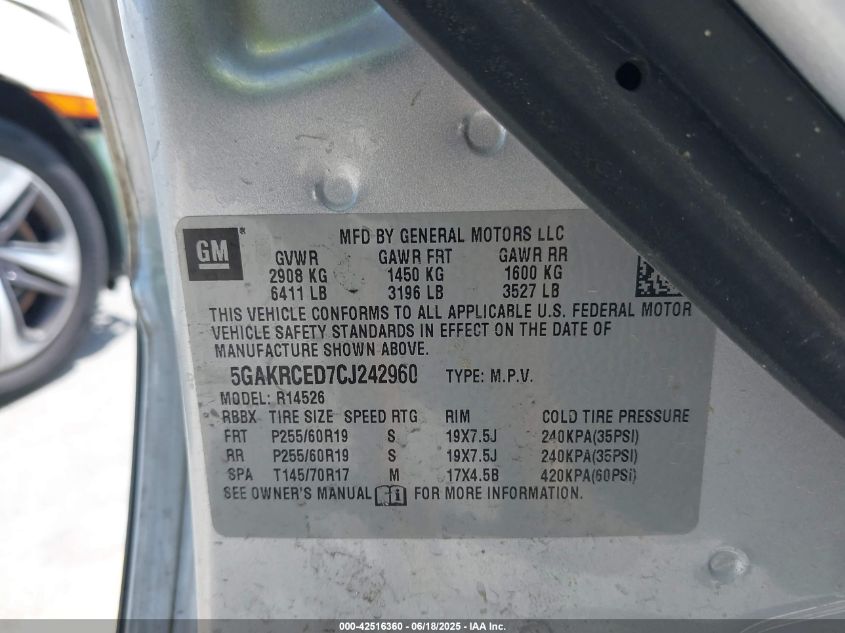 GM ®
MFD BY GENERAL MOTORS LLC
GVWR GAWR FRT GAWR RR
2908 KG 1450 KG 1600 KG
6411 LB 3196 LB 3527 LB
THIS VEHICLE CONFORMS TO ALL APPLICABLE U.S. FEDERAL MOTOR
VEHICLE SAFETY STANDARDS IN EFFECT ON THE DATE OF
MANUFACTURE SHOWN ABOVE.
5GAKRCED7CJ242960 TYPE: M.P.V.
MODEL: R14526
RBBX TIRE SIZE SPEED RTG RIM COLD TIRE PRESSURE
FRT P255/60R19 S 19X7.5J 240KPA(35PSI)
RR P255/60R19 S 19X7.5J 240KPA(35PSI)
SPA T145/70R17 M 17X4.5B 420KPA(60PSI)
SEE OWNER'S MANUAL FOR MORE INFORMATION.
000-42516360 - 06/18/2025 - IAA Inc.